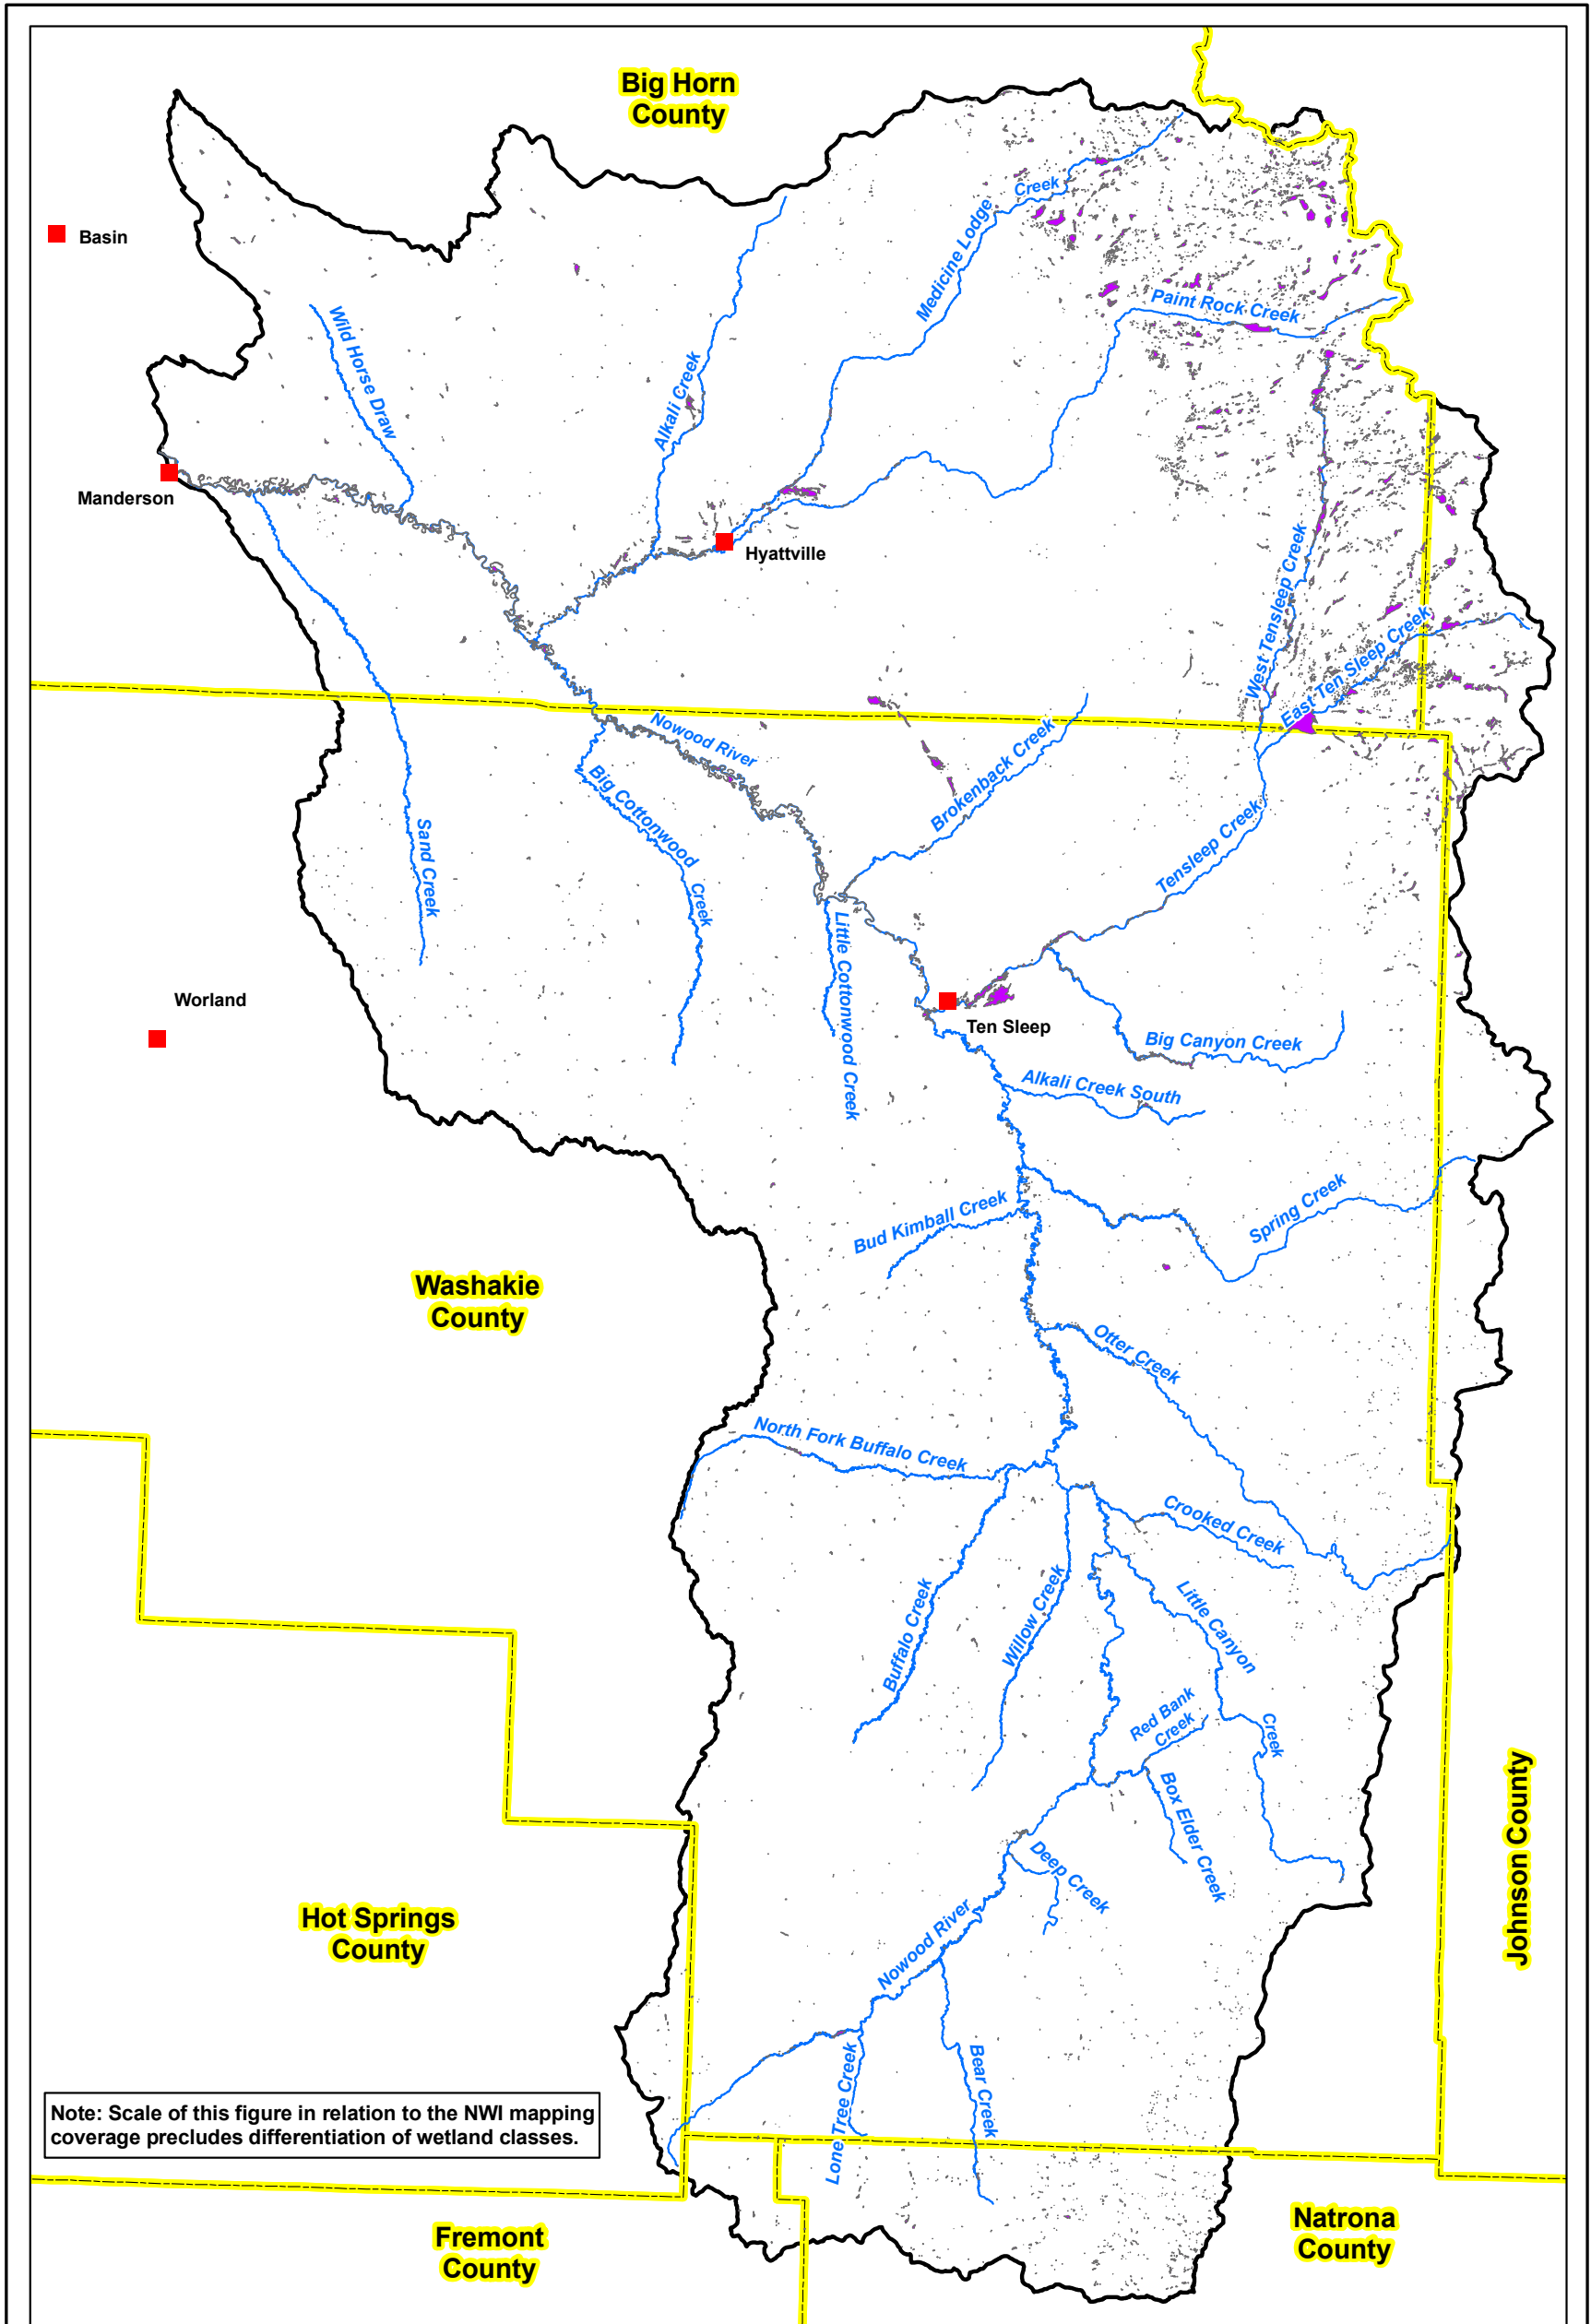 Big Horn
County
Basin
Medicine Lodge
Creek
Paint Rock Creek
Wild Horse Draw
Alkali Creek
Manderson
Hyattville
West Tensleep Creek
East Ten Sleep Creek
Nowood River
Big Cottonwood
Creek
Brokenback Creek
Sand Creek
Tensleep Creek
Little Cottonwood Creek
Worland
Ten Sleep
Big Canyon Creek
Alkali Creek South
Bud Kimball Creek
Spring Creek
Washakie
County
Otter Creek
North Fork Buffalo Creek
Crooked Creek
Buffalo Creek
Willow Creek
Little Canyon
Creek
Red Bank
Creek
Box Elder Creek
Deep Creek
Johnson County
Hot Springs
County
Nowood River
Lone Tree Creek
Bear Creek
Note: Scale of this figure in relation to the NWI mapping
coverage precludes differentiation of wetland classes.
Fremont
County
Natrona
County